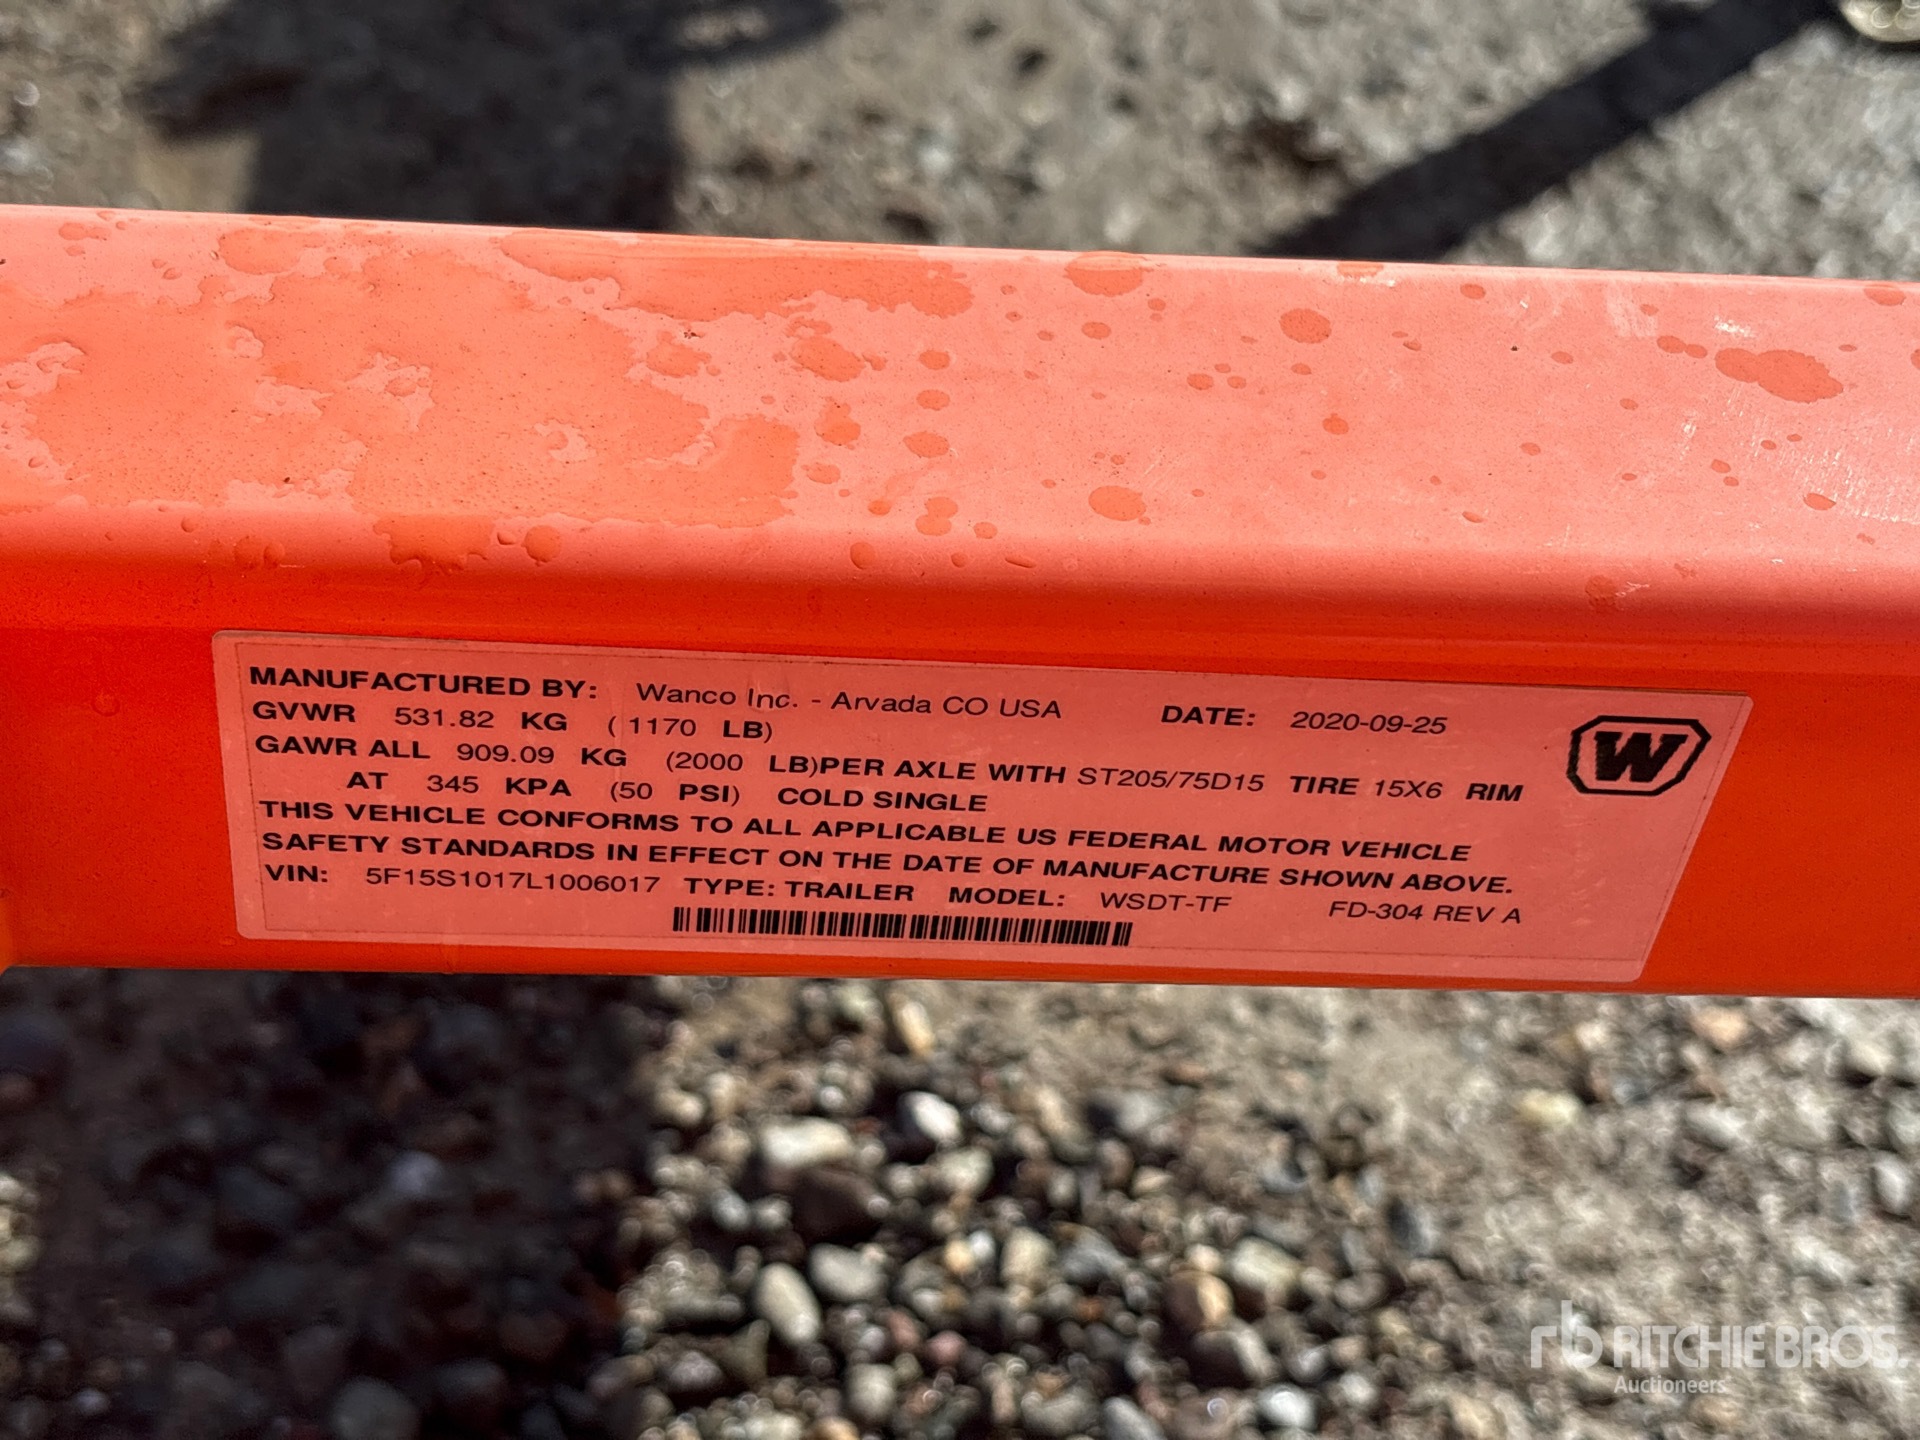 MANUFACTURED BY: Wanco Inc. - Arvada CO USA DATE: 2020-09-25
GVWR 531.82 KG ( 1170 LB)
GAWR ALL 909.09 KG (2000 LB)PER AXLE WITH ST205/75D15 TIRE 15X6 RIM
AT 345 KPA (50 PSI) COLD SINGLE
THIS VEHICLE CONFORMS TO ALL APPLICABLE US FEDERAL MOTOR VEHICLE
SAFETY STANDARDS IN EFFECT ON THE DATE OF MANUFACTURE SHOWN ABOVE.
VIN: 5F15S1017L1006017 TYPE: TRAILER MODEL: WSDT-TF FD-304 REV A
W
rb RITCHIE BROS.
Auctioneers